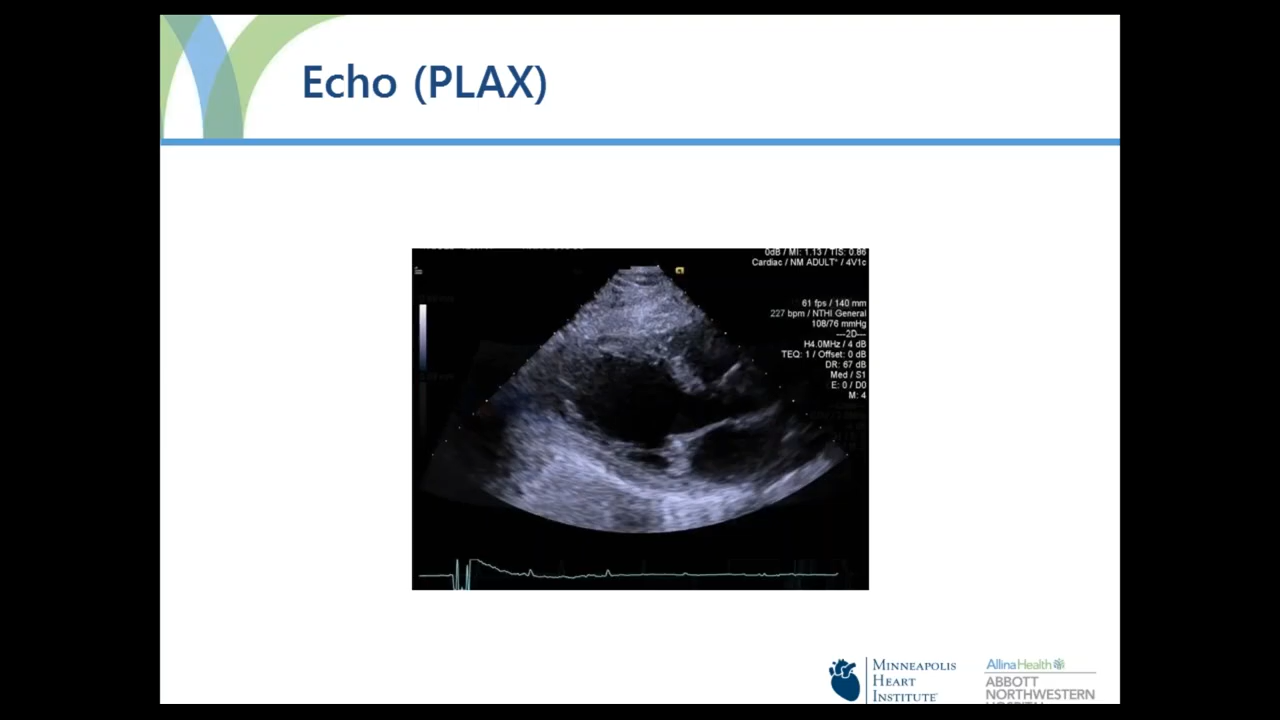 Echo (PLAX)
0dB / MI: 1.13 / TIS: 0.86
Cardiac / NM ADULT* / 4V1c
61 fps / 140 mm
227 bpm / NTHI General
108/76 mmHg
---2D---
H4.0MHz / 4 dB
TEQ: 1 / Offset: 0 dB
DR: 67 dB
Med / S1
E: 0 / D0
M: 4
MINNEAPOLIS
HEART
INSTITUTE
AllinaHealth
ABBOTT
NORTHWESTERN
HOSPITAL